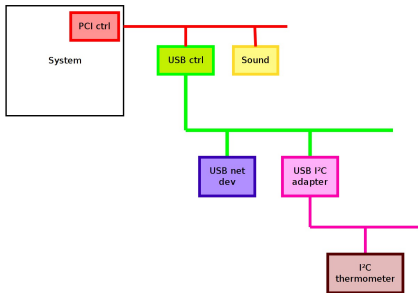 PCI ctrl
System
USB ctrl
Sound
USB net
dev
USB I²C
adapter
I²C
thermometer